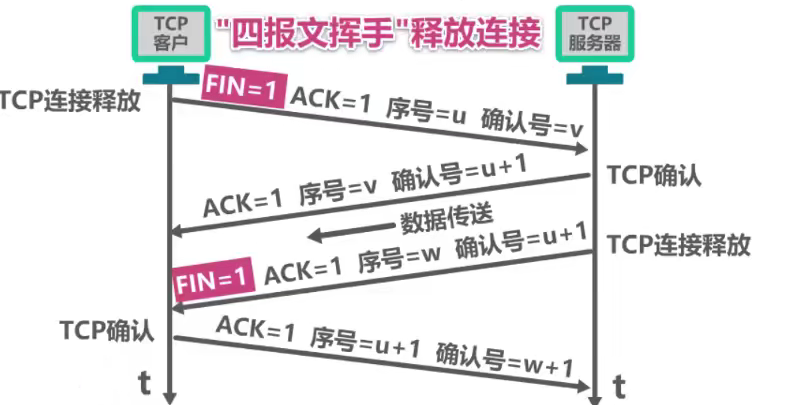 TCP
客户
"四报文挥手"释放连接
TCP
服务器
TCP连接释放
FIN=1 ACK=1 序号=u 确认号=v
ACK=1 序号=v 确认号=u+1
TCP确认
数据传送
FIN=1 ACK=1 序号=w 确认号=u+1
TCP连接释放
TCP确认
ACK=1 序号=u+1 确认号=w+1
t
t